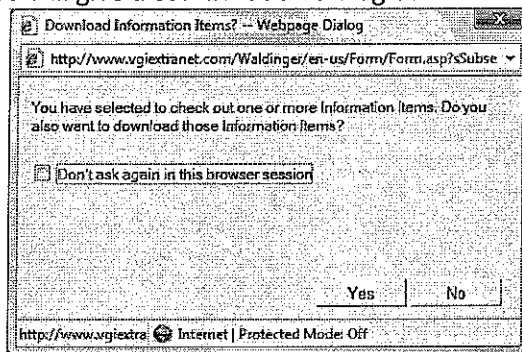 Download Information Items? -- Webpage Dialog
http://www.vgiextranet.com/Waldinger/en-us/Form/Form.asp?sSubse
You have selected to check out one or more Information Items. Do you
also want to download those Information Items?
Don't ask again in this browser session
Yes No
http://www.vgiextra Internet | Protected Mode: Off